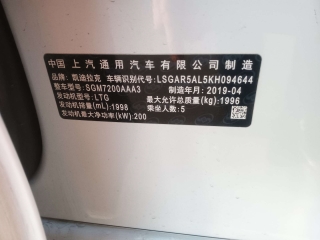 中国 上汽通用汽车有限公司 制造
品牌：凯迪拉克 车辆识别代号：LSGAR5AL5KH094644
整车型号：SGM7200AAA3 制造年月：2019-04
发动机型号：LTG 最大允许总质量(kg)：1996
发动机排量(mL)：1998 乘坐人数：5
发动机最大净功率(kW)：200